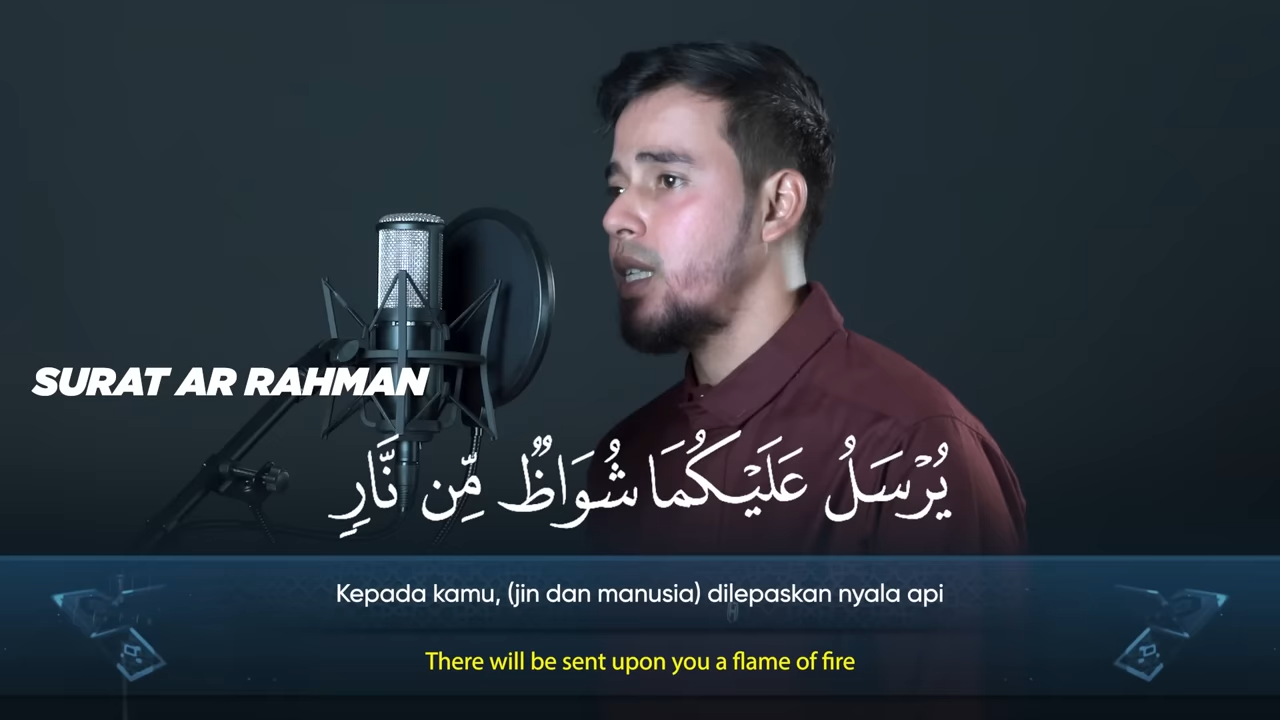 SURAT AR RAHMAN
يُرْسَلُ عَلَيْكُمَا شُوَاظٌ مِّن نَّارٍ
Kepada kamu, (jin dan manusia) dilepaskan nyala api
There will be sent upon you a flame of fire